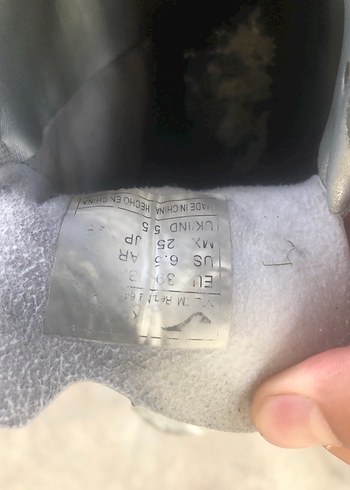 EU 39
US 6.5 AR
MX 25 JP
UK/IND 5.5
MADE IN CHINA HECHO EN CHINA